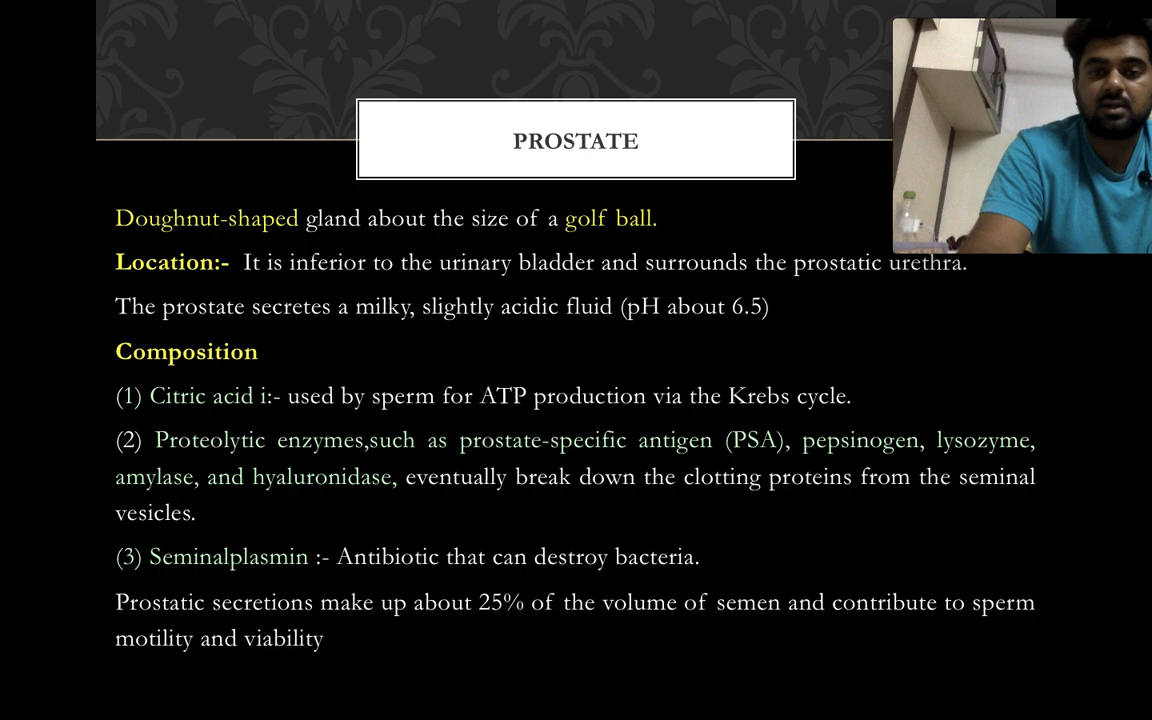 PROSTATE
Doughnut-shaped gland about the size of a golf ball.
Location:- It is inferior to the urinary bladder and surrounds the prostatic urethra.
The prostate secretes a milky, slightly acidic fluid (pH about 6.5)
Composition
(1) Citric acid i:- used by sperm for ATP production via the Krebs cycle.
(2) Proteolytic enzymes,such as prostate-specific antigen (PSA), pepsinogen, lysozyme,
amylase, and hyaluronidase, eventually break down the clotting proteins from the seminal
vesicles.
(3) Seminalplasmin :- Antibiotic that can destroy bacteria.
Prostatic secretions make up about 25% of the volume of semen and contribute to sperm
motility and viability